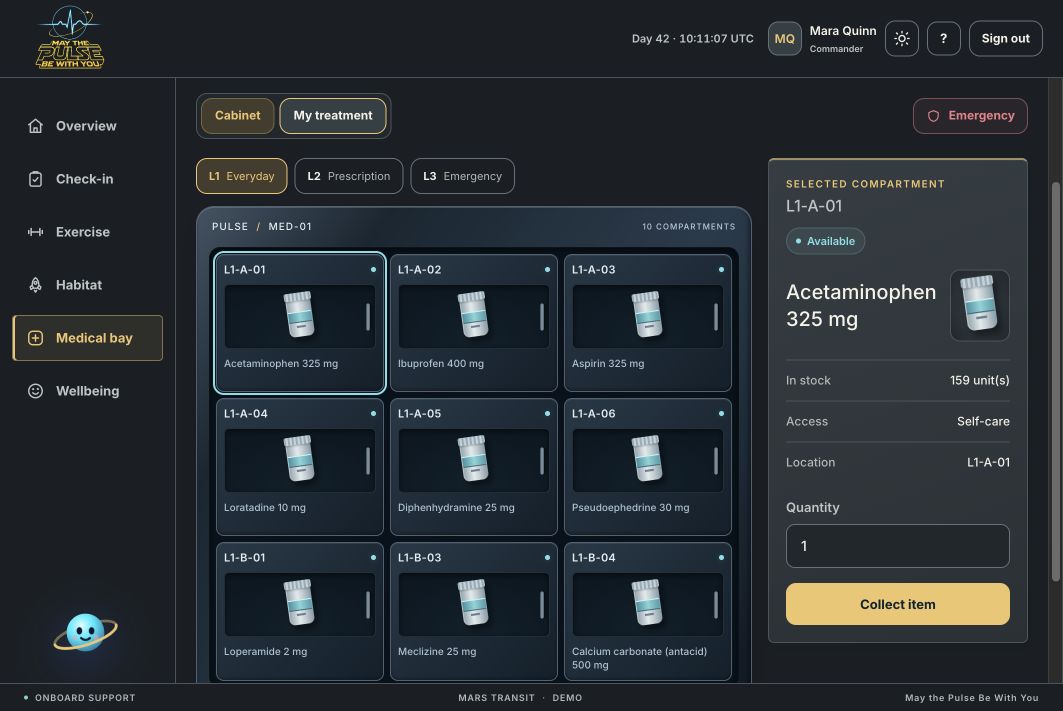 MAY THE
PULSE
BE WITH YOU
Day 42 · 10:11:07 UTC
MQ
Mara Quinn
Commander
?
Sign out
Overview
Check-in
Exercise
Habitat
Medical bay
Wellbeing
Cabinet
My treatment
Emergency
L1 Everyday
L2 Prescription
L3 Emergency
PULSE / MED-01
10 COMPARTMENTS
L1-A-01
Acetaminophen 325 mg
L1-A-02
Ibuprofen 400 mg
L1-A-03
Aspirin 325 mg
L1-A-04
Loratadine 10 mg
L1-A-05
Diphenhydramine 25 mg
L1-A-06
Pseudoephedrine 30 mg
L1-B-01
Loperamide 2 mg
L1-B-03
Meclizine 25 mg
L1-B-04
Calcium carbonate (antacid)
500 mg
SELECTED COMPARTMENT
L1-A-01
Available
Acetaminophen
325 mg
In stock 159 unit(s)
Access Self-care
Location L1-A-01
Quantity
1
Collect item
ONBOARD SUPPORT
MARS TRANSIT · DEMO
May the Pulse Be With You